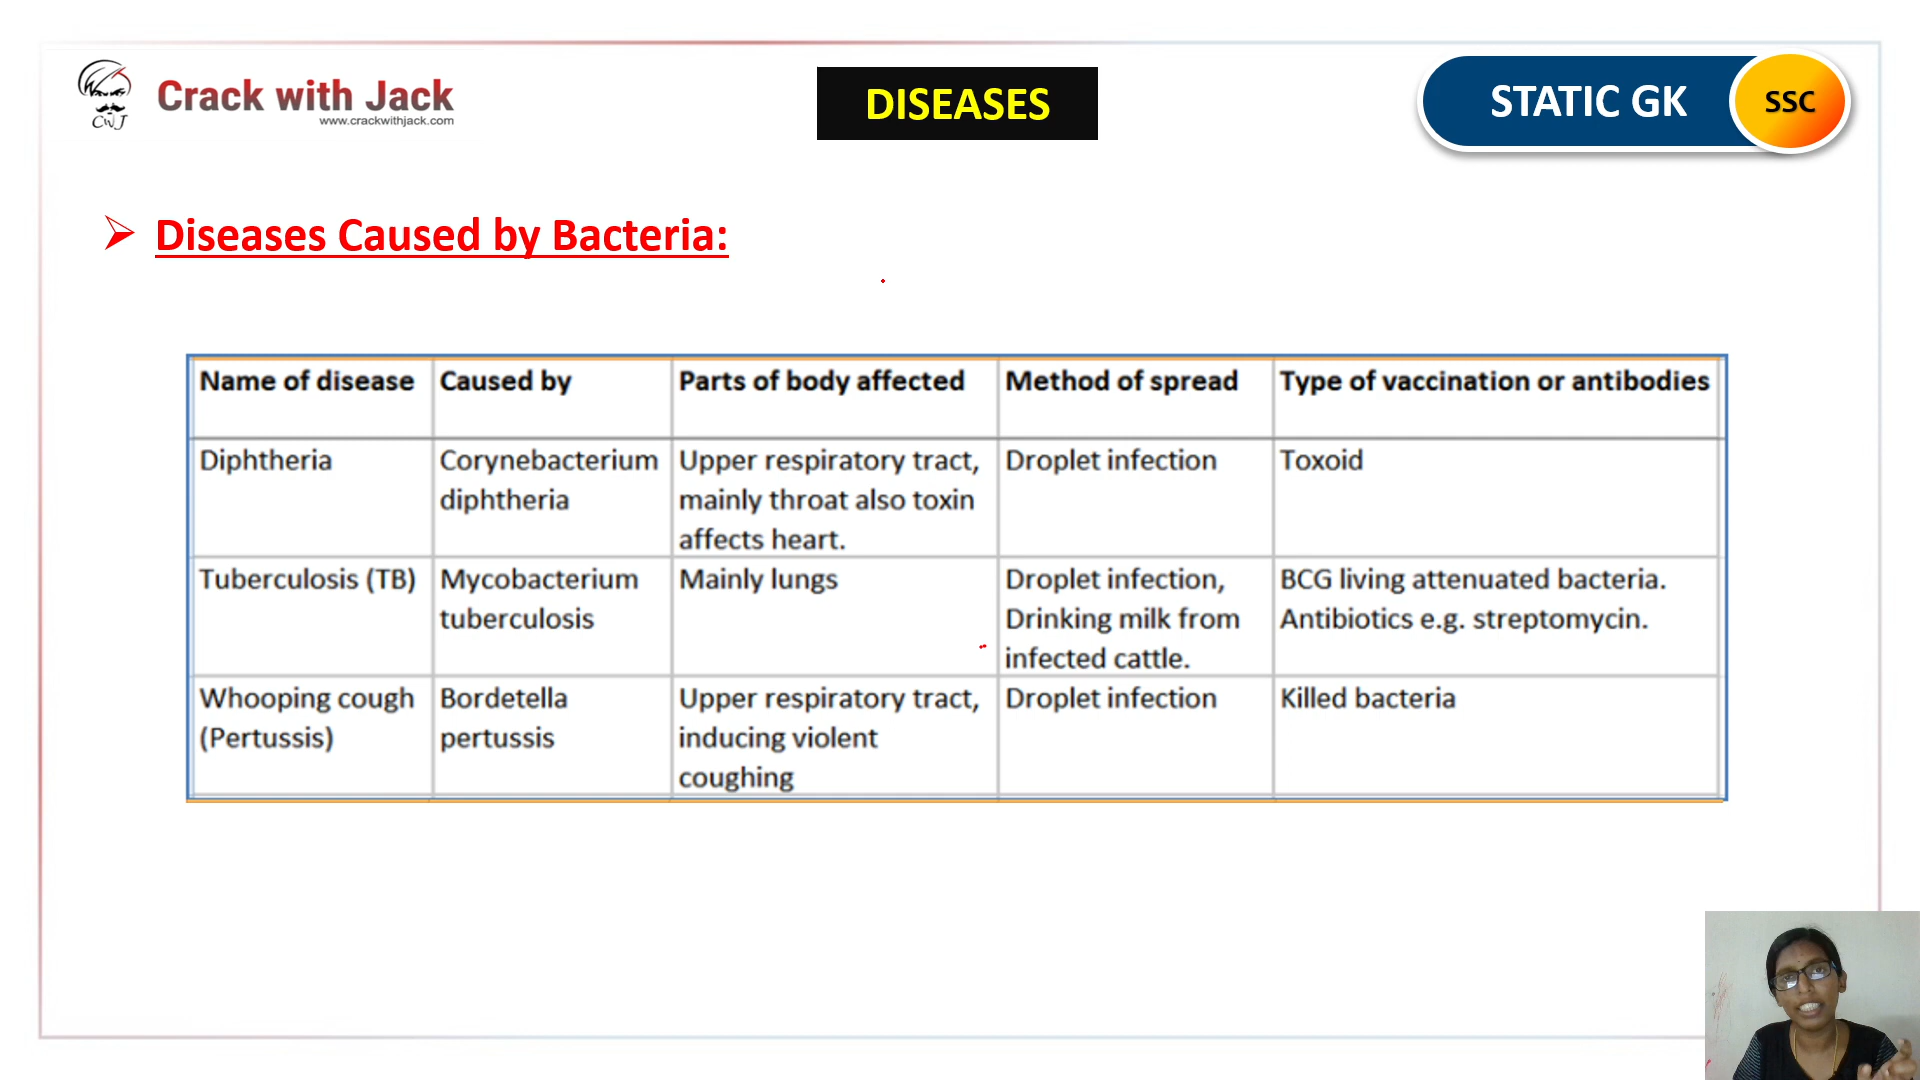 Crack with Jack
www.crackwithjack.com
CWJ
DISEASES
STATIC GK
SSC
Diseases Caused by Bacteria:
Name of disease Caused by Parts of body affected Method of spread Type of vaccination or antibodies
Diphtheria Corynebacterium Upper respiratory tract, Droplet infection Toxoid
diphtheria mainly throat also toxin
affects heart.
Tuberculosis (TB) Mycobacterium Mainly lungs Droplet infection, BCG living attenuated bacteria.
tuberculosis Drinking milk from Antibiotics e.g. streptomycin.
infected cattle.
Whooping cough Bordetella Upper respiratory tract, Droplet infection Killed bacteria
(Pertussis) pertussis inducing violent
coughing